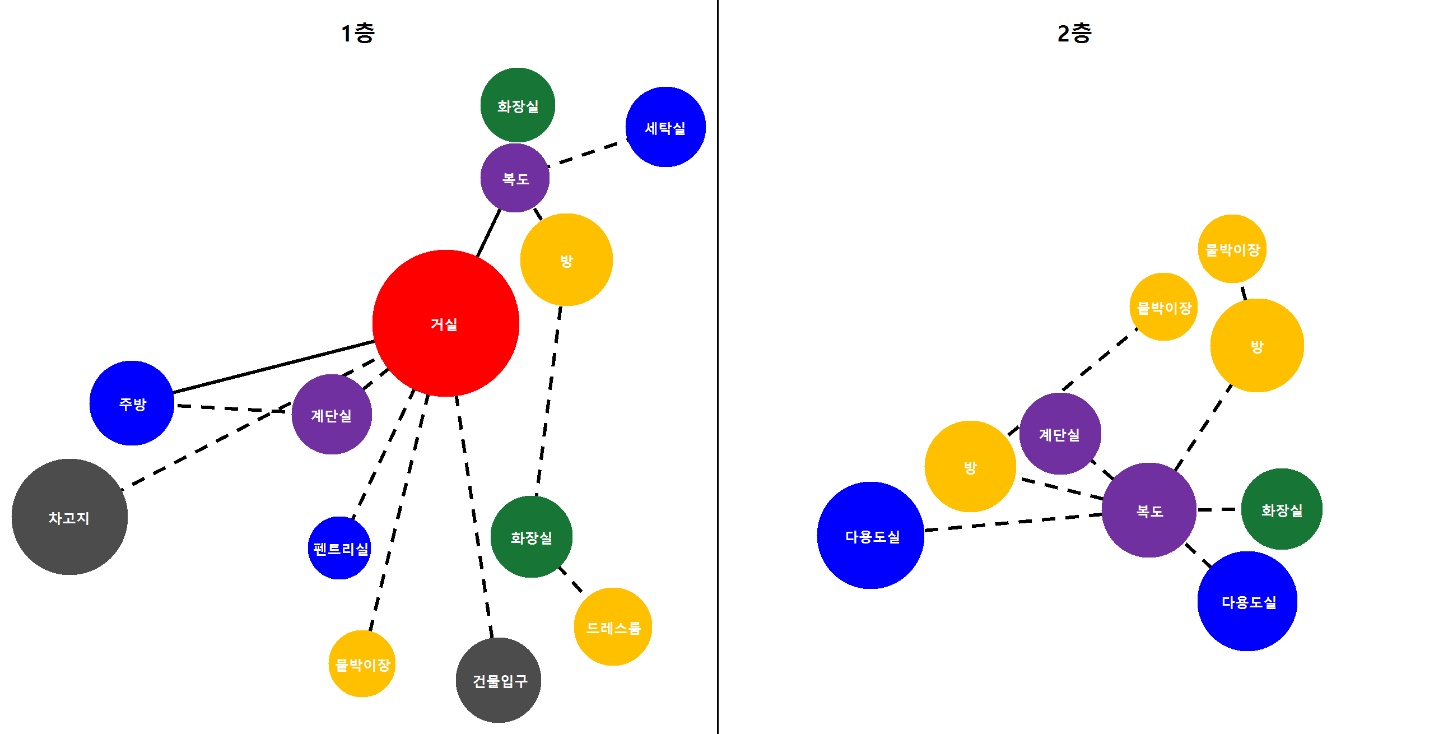 1층
2층
화장실
세탁실
복도
방
거실
주방
계단실
차고지
펜트리실
화장실
드레스룸
붙박이장
건물입구
붙박이장
붙박이장
방
계단실
방
복도
화장실
다용도실
다용도실